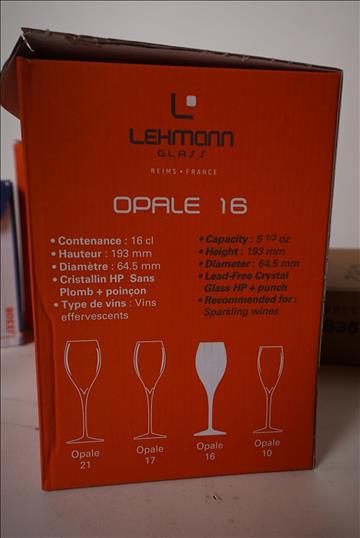 LEHMANN
GLASS
REIMS • FRANCE
OPALE 16
• Contenance : 16 cl
• Hauteur : 193 mm
• Diamètre : 64.5 mm
• Cristallin HP Sans
Plomb + poinçon
• Type de vins : Vins
effervescents
• Capacity : 5 1/3 oz
• Height : 193 mm
• Diameter : 64.5 mm
• Lead-Free Crystal
Glass HP + punch
• Recommended for :
Sparkling wines
Opale
21
Opale
17
Opale
16
Opale
10